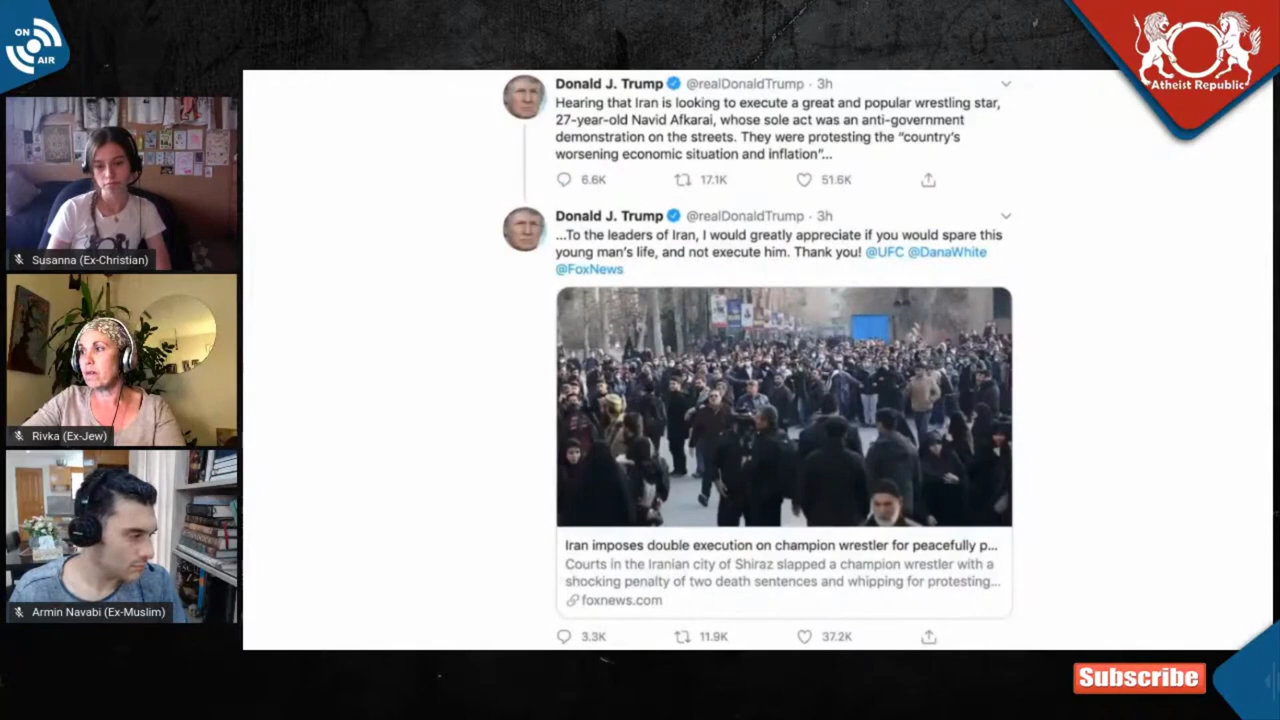 ON
AIR
Atheist Republic
Susanna (Ex-Christian)
Rivka (Ex-Jew)
Armin Navabi (Ex-Muslim)
Donald J. Trump @realDonaldTrump · 3h
Hearing that Iran is looking to execute a great and popular wrestling star,
27-year-old Navid Afkarai, whose sole act was an anti-government
demonstration on the streets. They were protesting the “country’s
worsening economic situation and inflation”...
6.6K 17.1K 51.6K
Donald J. Trump @realDonaldTrump · 3h
...To the leaders of Iran, I would greatly appreciate if you would spare this
young man’s life, and not execute him. Thank you! @UFC @DanaWhite
@FoxNews
Iran imposes double execution on champion wrestler for peacefully p...
Courts in the Iranian city of Shiraz slapped a champion wrestler with a
shocking penalty of two death sentences and whipping for protesting...
foxnews.com
3.3K 11.9K 37.2K
Subscribe